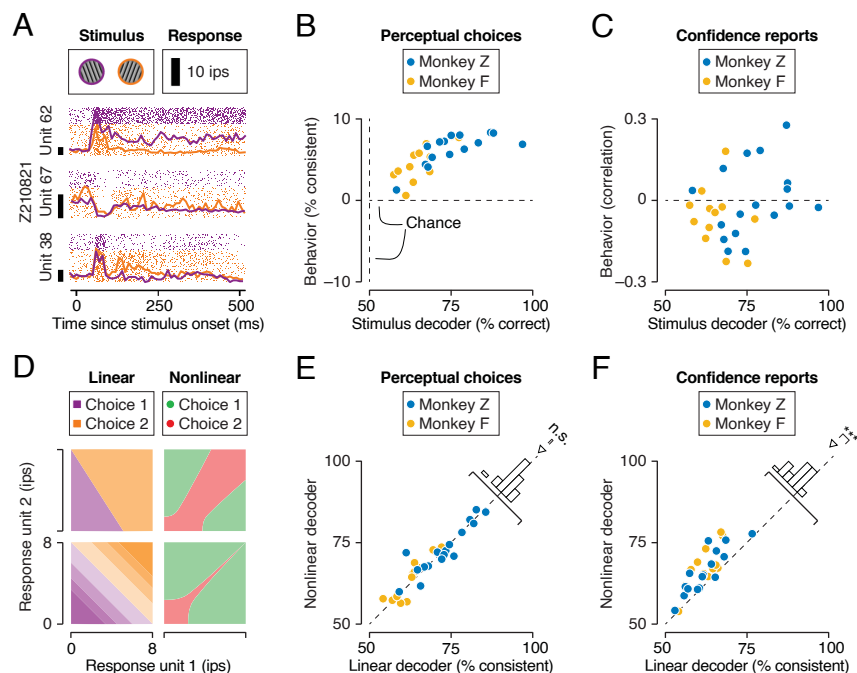 A
Stimulus
Response
10 ips
Z210821
Unit 62
Unit 67
Unit 38
0
250
500
Time since stimulus onset (ms)
B
Perceptual choices
Monkey Z
Monkey F
Behavior (% consistent)
10
0
−10
Chance
50
75
100
Stimulus decoder (% correct)
C
Confidence reports
Monkey Z
Monkey F
Behavior (correlation)
0.3
0
−0.3
50
75
100
Stimulus decoder (% correct)
D
Linear
Nonlinear
Choice 1
Choice 2
Choice 1
Choice 2
Response unit 2 (ips)
8
0
0
8
Response unit 1 (ips)
E
Perceptual choices
Monkey Z
Monkey F
n.s.
Nonlinear decoder
100
75
50
50
75
100
Linear decoder (% consistent)
F
Confidence reports
Monkey Z
Monkey F
***
Nonlinear decoder
100
75
50
50
75
100
Linear decoder (% consistent)